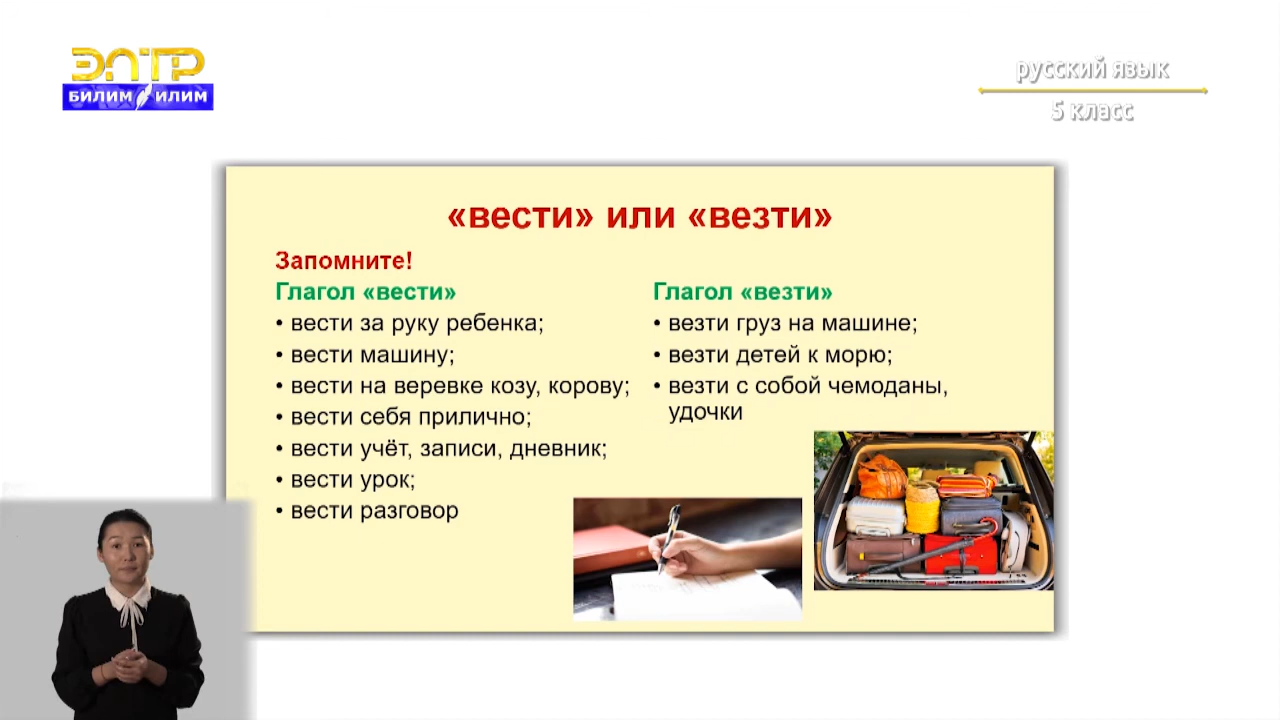 ЭЛТР
БИЛИМ ИЛИМ
русский язык
5 класс
«вести» или «везти»
Запомните!
Глагол «вести»
• вести за руку ребенка;
• вести машину;
• вести на веревке козу, корову;
• вести себя прилично;
• вести учёт, записи, дневник;
• вести урок;
• вести разговор
Глагол «везти»
• везти груз на машине;
• везти детей к морю;
• везти с собой чемоданы,
удочки